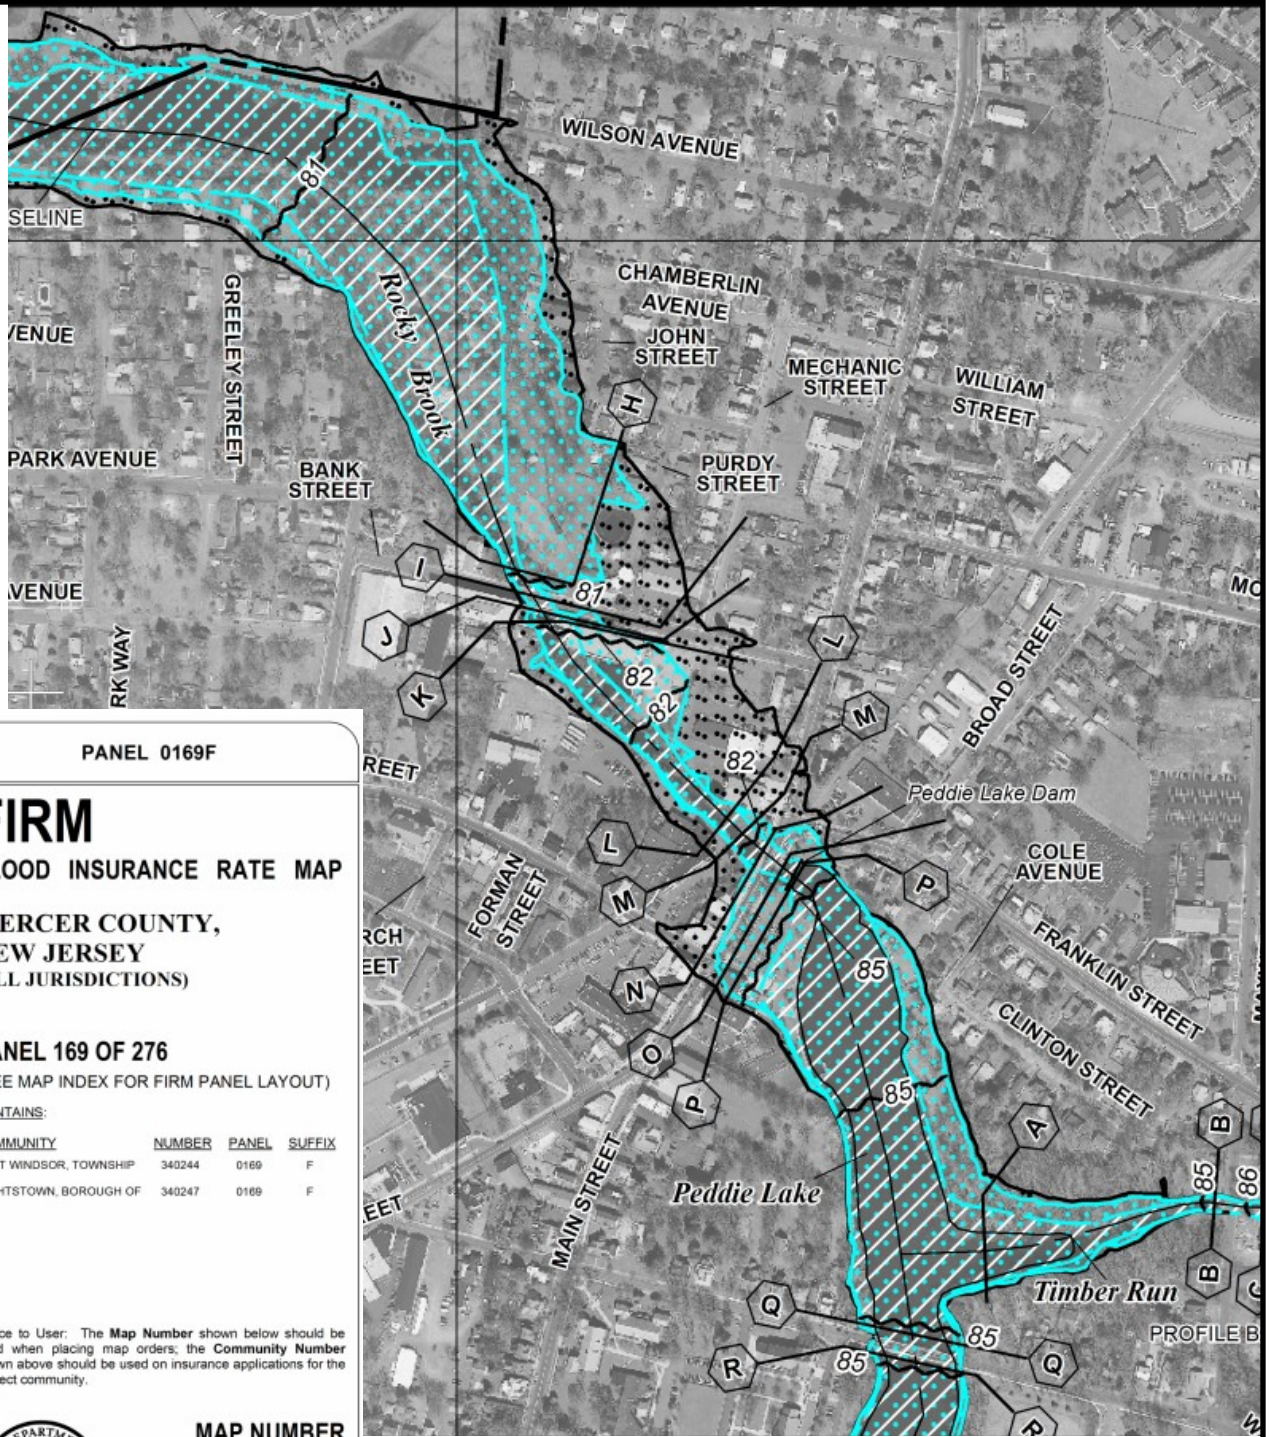 WILSON AVENUE
81
SELINE
CHAMBERLIN
AVENUE
JOHN
STREET
GREELEY STREET
Rocky
Brook
VENUE
MECHANIC
STREET
WILLIAM
STREET
H
PARK AVENUE
BANK
STREET
PURDY
STREET
I
81
VENUE
MO
J
RKWAY
L
K
82
82
M
BROAD STREET
82
REET
Peddie Lake Dam
L
COLE
AVENUE
P
M
FORMAN
STREET
RCH
EET
FRANKLIN STREET
85
N
CLINTON STREET
O
85
P
A
B
85
86
MAIN STREET
Peddie Lake
EET
B
C
Timber Run
Q
85
PROFILE B
R
85
Q
R
W
PANEL 0169F
FIRM
LOOD INSURANCE RATE MAP
ERCER COUNTY,
EW JERSEY
LL JURISDICTIONS)
ANEL 169 OF 276
EE MAP INDEX FOR FIRM PANEL LAYOUT)
NTAINS:
MMUNITY NUMBER PANEL SUFFIX
T WINDSOR, TOWNSHIP 340244 0169 F
HTSTOWN, BOROUGH OF 340247 0169 F
ce to User: The Map Number shown below should be
d when placing map orders; the Community Number
wn above should be used on insurance applications for the
ect community.
MAP NUMBER